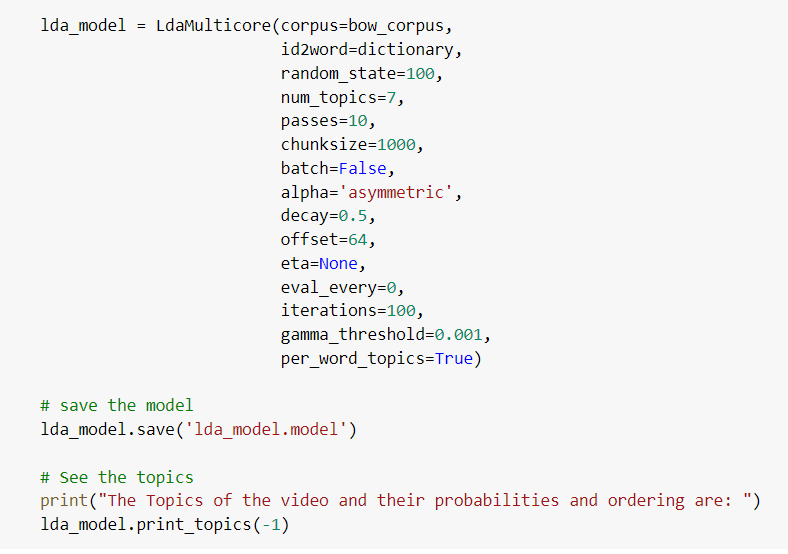 lda_model = LdaMulticore(corpus=bow_corpus,
                         id2word=dictionary,
                         random_state=100,
                         num_topics=7,
                         passes=10,
                         chunksize=1000,
                         batch=False,
                         alpha='asymmetric',
                         decay=0.5,
                         offset=64,
                         eta=None,
                         eval_every=0,
                         iterations=100,
                         gamma_threshold=0.001,
                         per_word_topics=True)

# save the model
lda_model.save('lda_model.model')

# See the topics
print("The Topics of the video and their probabilities and ordering are: ")
lda_model.print_topics(-1)